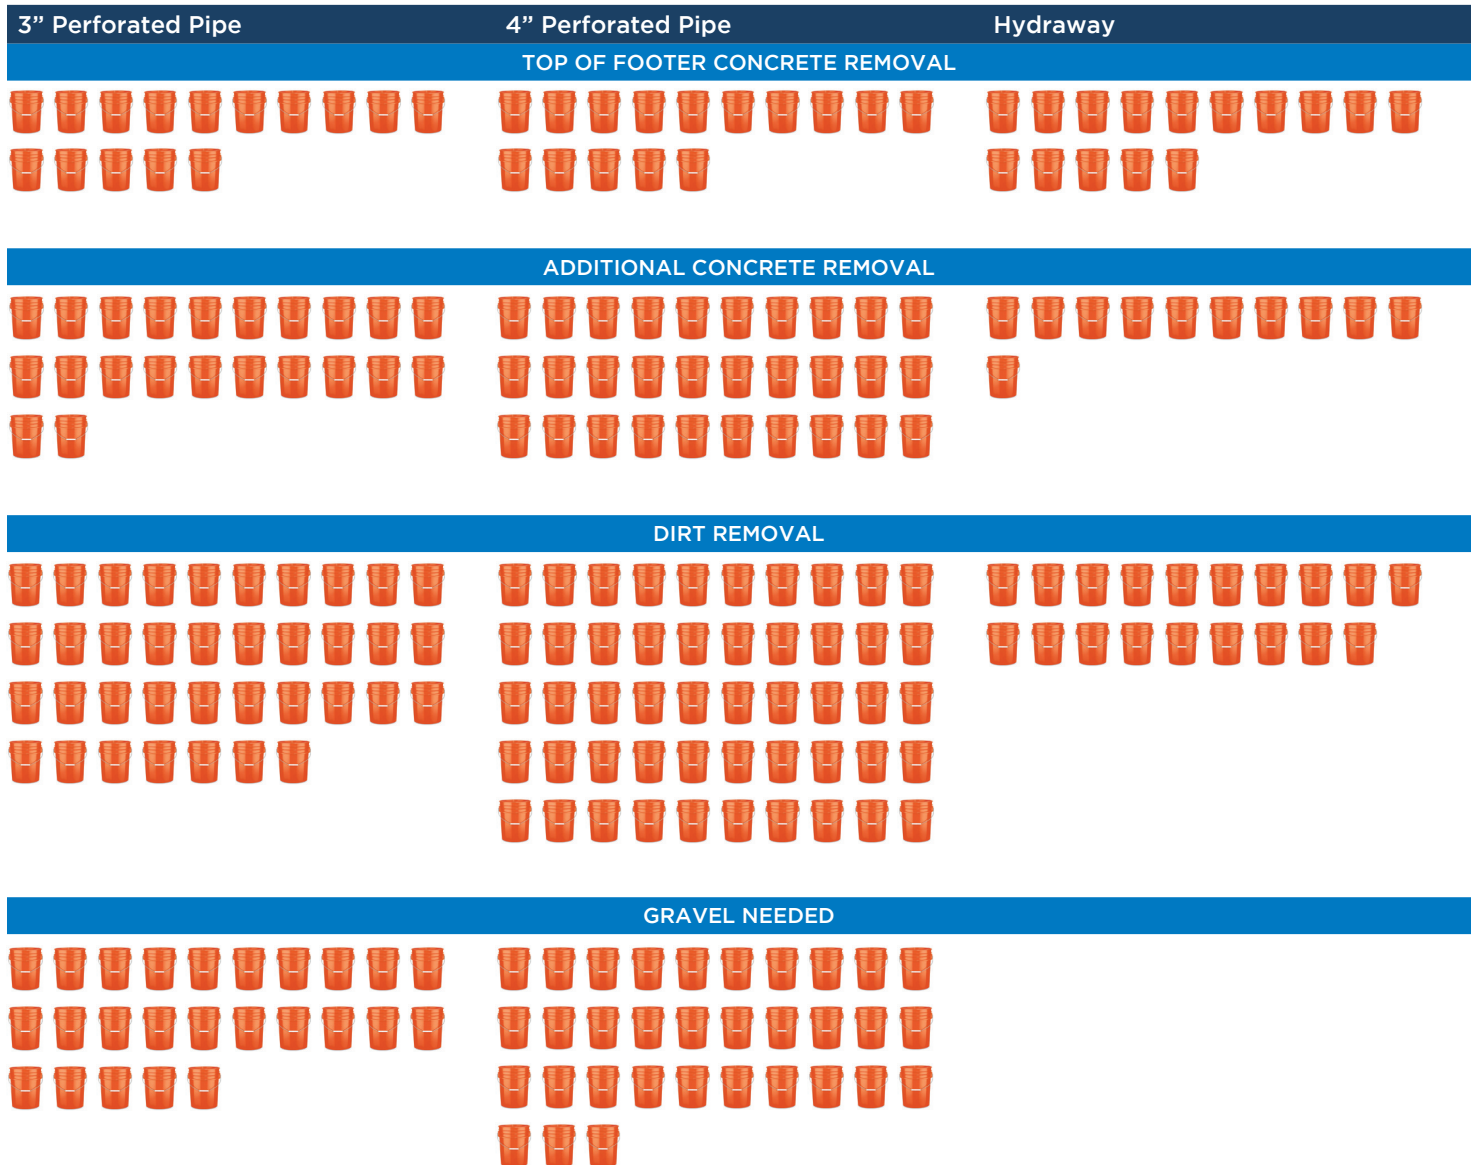 3” Perforated Pipe
4” Perforated Pipe
Hydraway
TOP OF FOOTER CONCRETE REMOVAL
ADDITIONAL CONCRETE REMOVAL
DIRT REMOVAL
GRAVEL NEEDED